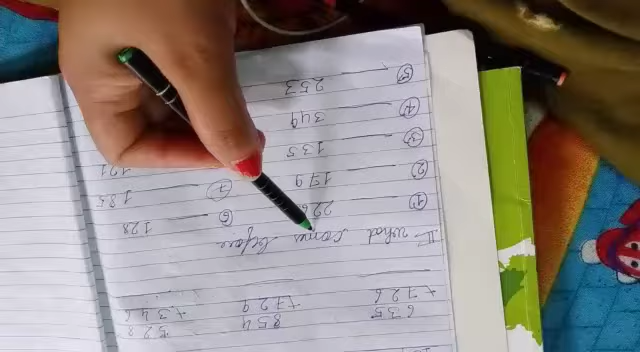 635 854 528
+726 +729 +346
II What comes before
① ⑥ 128
② 179 ⑦ 185
③ 135 121
④ 349
⑤ 253